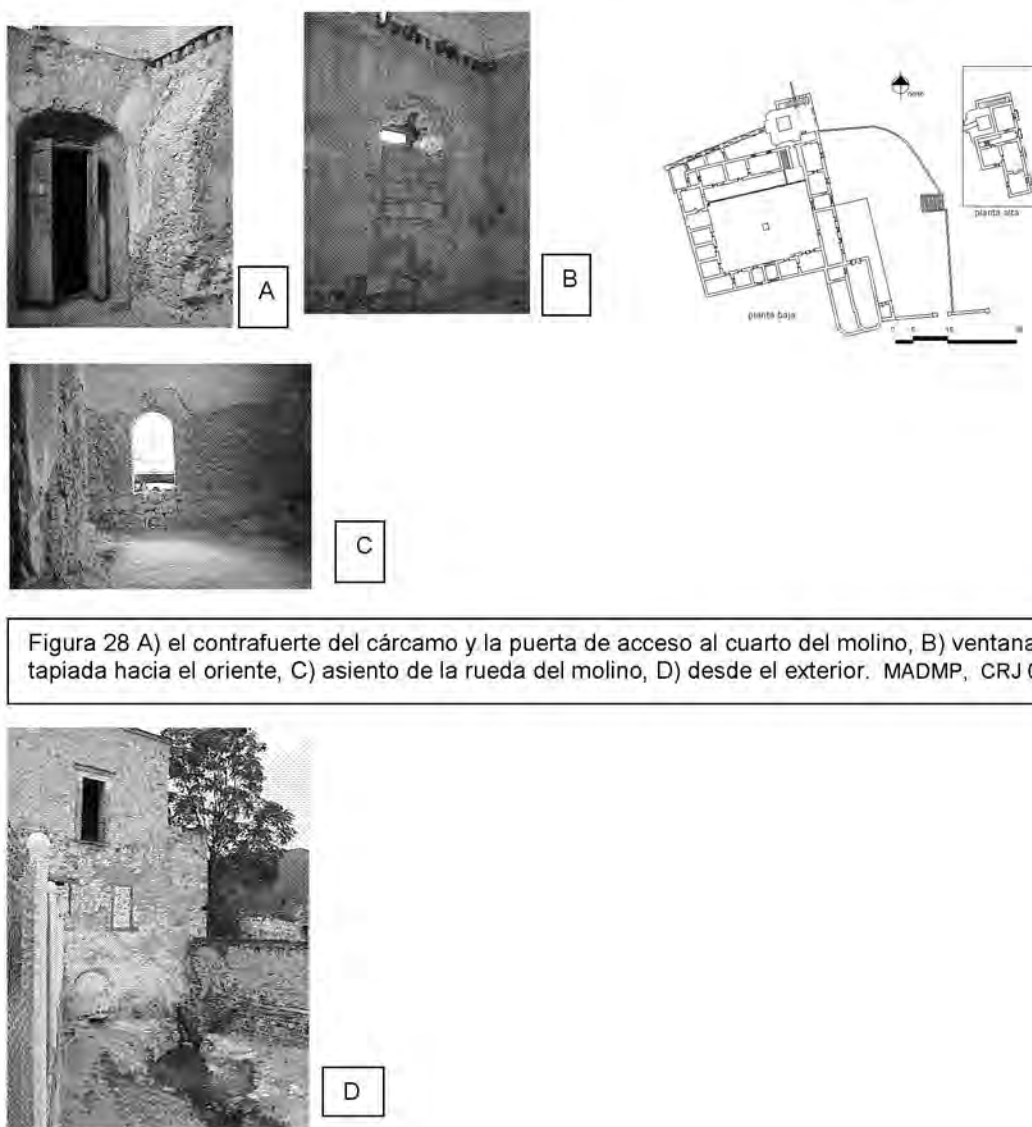 A
B
norte
planta alta
planta baja
C
Figura 28 A) el contrafuerte del cárcamo y la puerta de acceso al cuarto del molino, B) ventana
tapiada hacia el oriente, C) asiento de la rueda del molino, D) desde el exterior. MADMP, CRJ
D